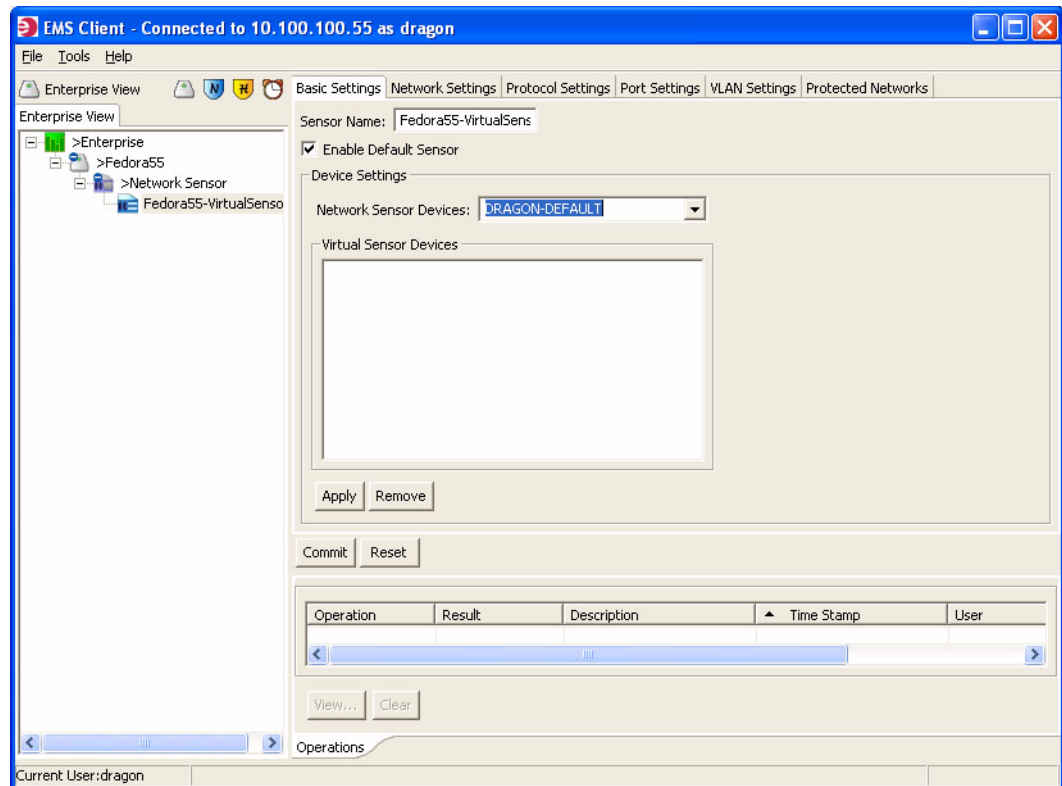 EMS Client - Connected to 10.100.100.55 as dragon
File Tools Help
Enterprise View
Enterprise View
>Enterprise
>Fedora55
>Network Sensor
Fedora55-VirtualSenso
Basic Settings Network Settings Protocol Settings Port Settings VLAN Settings Protected Networks
Sensor Name: Fedora55-VirtualSens
Enable Default Sensor
Device Settings
Network Sensor Devices: DRAGON-DEFAULT
Virtual Sensor Devices
Apply Remove
Commit Reset
Operation Result Description Time Stamp User
View... Clear
Operations
Current User:dragon